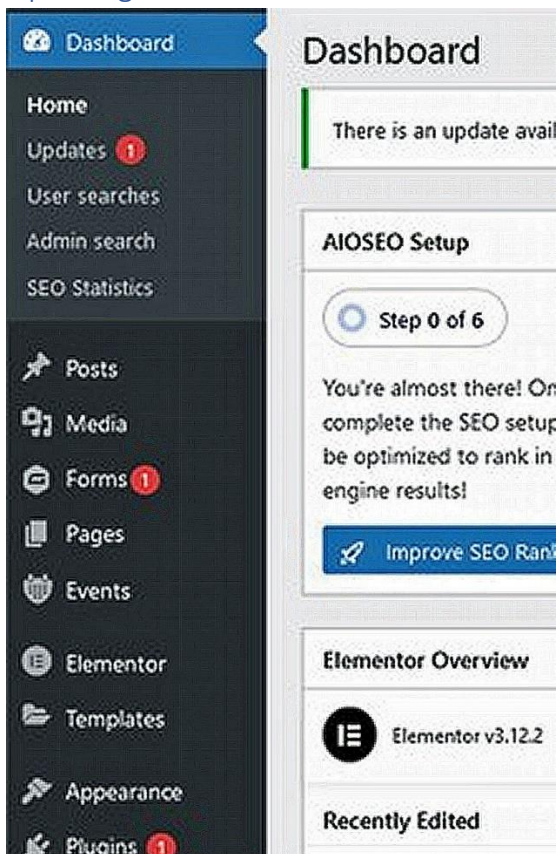 Dashboard
Home
Updates 1
User searches
Admin search
SEO Statistics
Posts
Media
Forms 1
Pages
Events
Elementor
Templates
Appearance
Plugins 1
Dashboard
There is an update avail
AIOSEO Setup
Step 0 of 6
You're almost there! On
complete the SEO setup
be optimized to rank in
engine results!
Improve SEO Rank
Elementor Overview
Elementor v3.12.2
Recently Edited